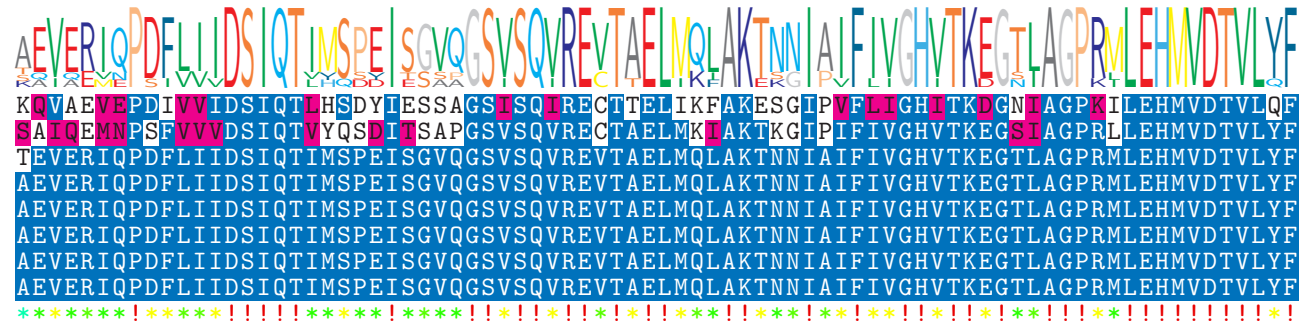 AEVERIQPDFLIIDSIQTIMSPEISGVQGSVSQVREVTAELMQLAKTNNIAIFIVGHVTKEGTLAGPRMLEHMVDTVLYF
KQVAEVEPDIVVIDSIQTLHSDYIESSAGSISQIRECTTELIKFAKESGIPVFLIGHITKDGNIAGPKILEHMVDTVLQF
SAIQEMNPSFVVVDSIQTVYQSDITSAPGSVSQVRECTAELMKIAKTKGIPIFIVGHVTKEGSIAGPRLLEHMVDTVLYF
TEVERIQPDFLIIDSIQTIMSPEISGVQGSVSQVREVTAELMQLAKTNNIAIFIVGHVTKEGTLAGPRMLEHMVDTVLYF
AEVERIQPDFLIIDSIQTIMSPEISGVQGSVSQVREVTAELMQLAKTNNIAIFIVGHVTKEGTLAGPRMLEHMVDTVLYF
AEVERIQPDFLIIDSIQTIMSPEISGVQGSVSQVREVTAELMQLAKTNNIAIFIVGHVTKEGTLAGPRMLEHMVDTVLYF
AEVERIQPDFLIIDSIQTIMSPEISGVQGSVSQVREVTAELMQLAKTNNIAIFIVGHVTKEGTLAGPRMLEHMVDTVLYF
AEVERIQPDFLIIDSIQTIMSPEISGVQGSVSQVREVTAELMQLAKTNNIAIFIVGHVTKEGTLAGPRMLEHMVDTVLYF
AEVERIQPDFLIIDSIQTIMSPEISGVQGSVSQVREVTAELMQLAKTNNIAIFIVGHVTKEGTLAGPRMLEHMVDTVLYF
*******!*****!!!!!*****!****!!*!!*!!*!*!!***!!***!**!**!!*!!*!**!!!**!!!!!!!!!*!